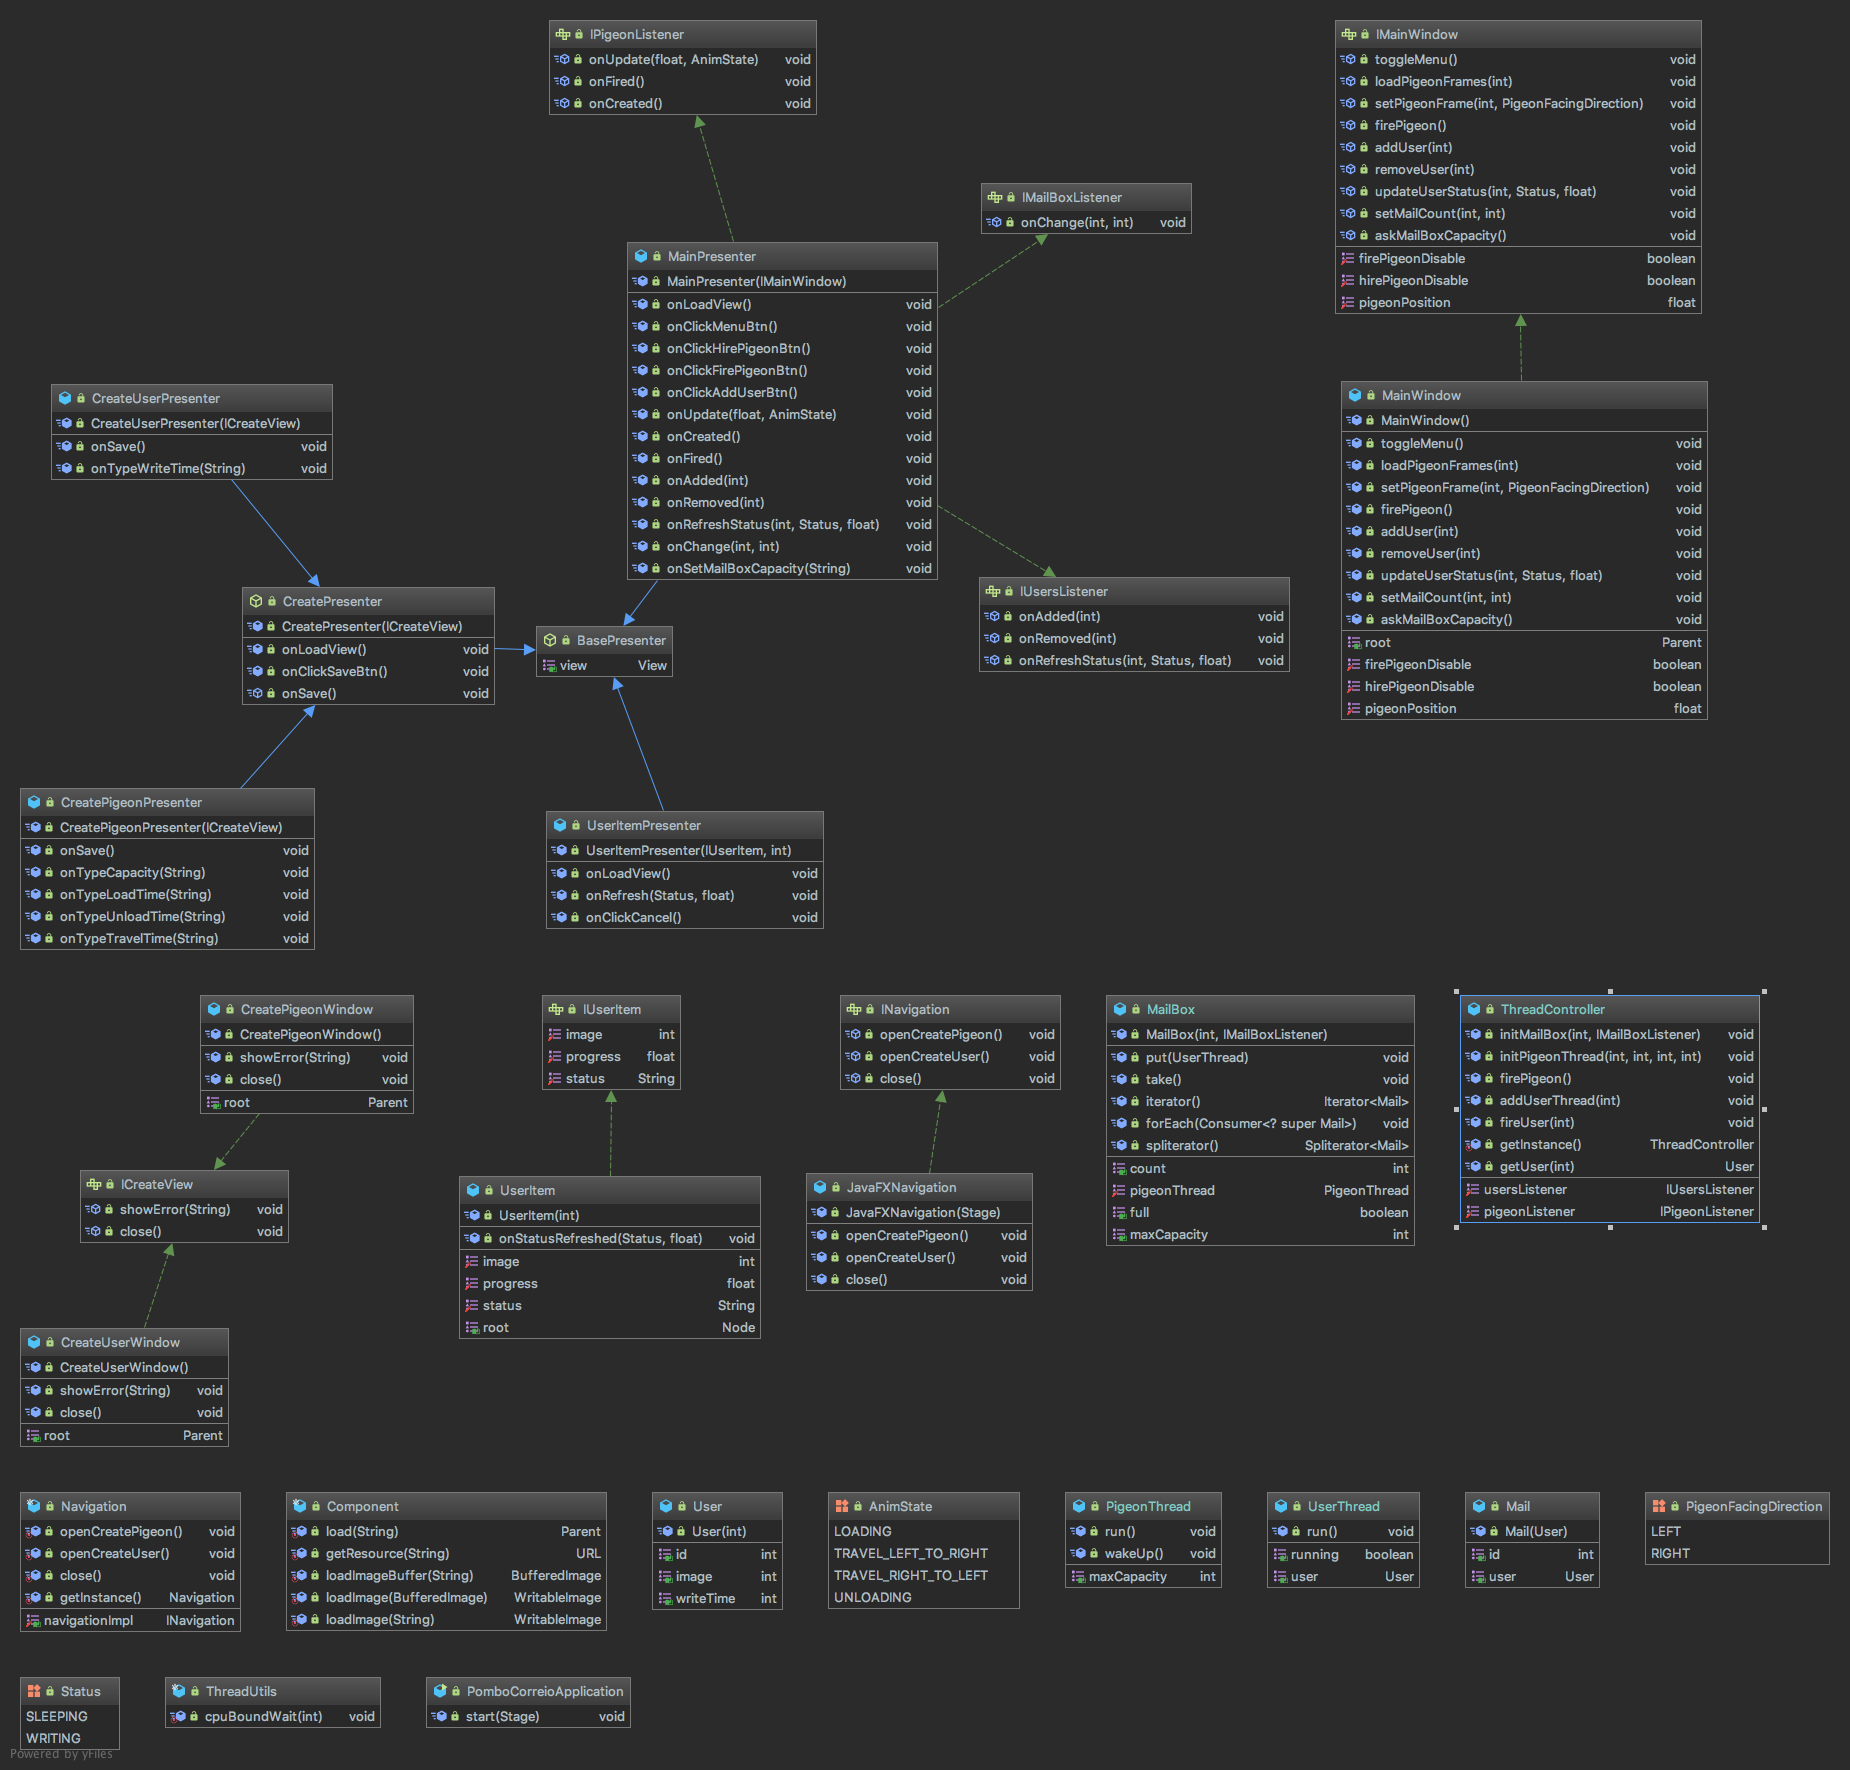 IPigeonListener
onUpdate(float, AnimState) void
onFired() void
onCreated() void
IMainWindow
toggleMenu() void
loadPigeonFrames(int) void
setPigeonFrame(int, PigeonFacingDirection) void
firePigeon() void
addUser(int) void
removeUser(int) void
updateUserStatus(int, Status, float) void
setMailCount(int, int) void
askMailBoxCapacity() void
firePigeonDisable boolean
hirePigeonDisable boolean
pigeonPosition float
IMailBoxListener
onChange(int, int) void
MainPresenter
MainPresenter(IMainWindow)
onLoadView() void
onClickMenuBtn() void
onClickHirePigeonBtn() void
onClickFirePigeonBtn() void
onClickAddUserBtn() void
onUpdate(float, AnimState) void
onCreated() void
onFired() void
onAdded(int) void
onRemoved(int) void
onRefreshStatus(int, Status, float) void
onChange(int, int) void
onSetMailBoxCapacity(String) void
MainWindow
MainWindow()
toggleMenu() void
loadPigeonFrames(int) void
setPigeonFrame(int, PigeonFacingDirection) void
firePigeon() void
addUser(int) void
removeUser(int) void
updateUserStatus(int, Status, float) void
setMailCount(int, int) void
askMailBoxCapacity() void
root Parent
firePigeonDisable boolean
hirePigeonDisable boolean
pigeonPosition float
CreateUserPresenter
CreateUserPresenter(ICreateView)
onSave() void
onTypeWriteTime(String) void
CreatePresenter
CreatePresenter(ICreateView)
onLoadView() void
onClickSaveBtn() void
onSave() void
BasePresenter
view View
IUsersListener
onAdded(int) void
onRemoved(int) void
onRefreshStatus(int, Status, float) void
CreatePigeonPresenter
CreatePigeonPresenter(ICreateView)
onSave() void
onTypeCapacity(String) void
onTypeLoadTime(String) void
onTypeUnloadTime(String) void
onTypeTravelTime(String) void
UserItemPresenter
UserItemPresenter(IUserItem, int)
onLoadView() void
onRefresh(Status, float) void
onClickCancel() void
CreatePigeonWindow
CreatePigeonWindow()
showError(String) void
close() void
root Parent
IUserItem
image int
progress float
status String
INavigation
openCreatePigeon() void
openCreateUser() void
close() void
MailBox
MailBox(int, IMailBoxListener)
put(UserThread) void
take() void
iterator() Iterator<Mail>
forEach(Consumer<? super Mail>) void
spliterator() Spliterator<Mail>
count int
pigeonThread PigeonThread
full boolean
maxCapacity int
ThreadController
initMailBox(int, IMailBoxListener) void
initPigeonThread(int, int, int, int) void
firePigeon() void
addUserThread(int) void
fireUser(int) void
getInstance() ThreadController
getUser(int) User
usersListener IUsersListener
pigeonListener IPigeonListener
ICreateView
showError(String) void
close() void
UserItem
UserItem(int)
onStatusRefreshed(Status, float) void
image int
progress float
status String
root Node
JavaFXNavigation
JavaFXNavigation(Stage)
openCreatePigeon() void
openCreateUser() void
close() void
CreateUserWindow
CreateUserWindow()
showError(String) void
close() void
root Parent
Navigation
openCreatePigeon() void
openCreateUser() void
close() void
getInstance() Navigation
navigationImpl INavigation
Component
load(String) Parent
getResource(String) URL
loadImageBuffer(String) BufferedImage
loadImage(BufferedImage) WritableImage
loadImage(String) WritableImage
User
User(int)
id int
image int
writeTime int
AnimState
LOADING
TRAVEL_LEFT_TO_RIGHT
TRAVEL_RIGHT_TO_LEFT
UNLOADING
PigeonThread
run() void
wakeUp() void
maxCapacity int
UserThread
run() void
running boolean
user User
Mail
Mail(User)
id int
user User
PigeonFacingDirection
LEFT
RIGHT
Status
SLEEPING
WRITING
ThreadUtils
cpuBoundWait(int) void
PomboCorreioApplication
start(Stage) void
Powered by yFiles